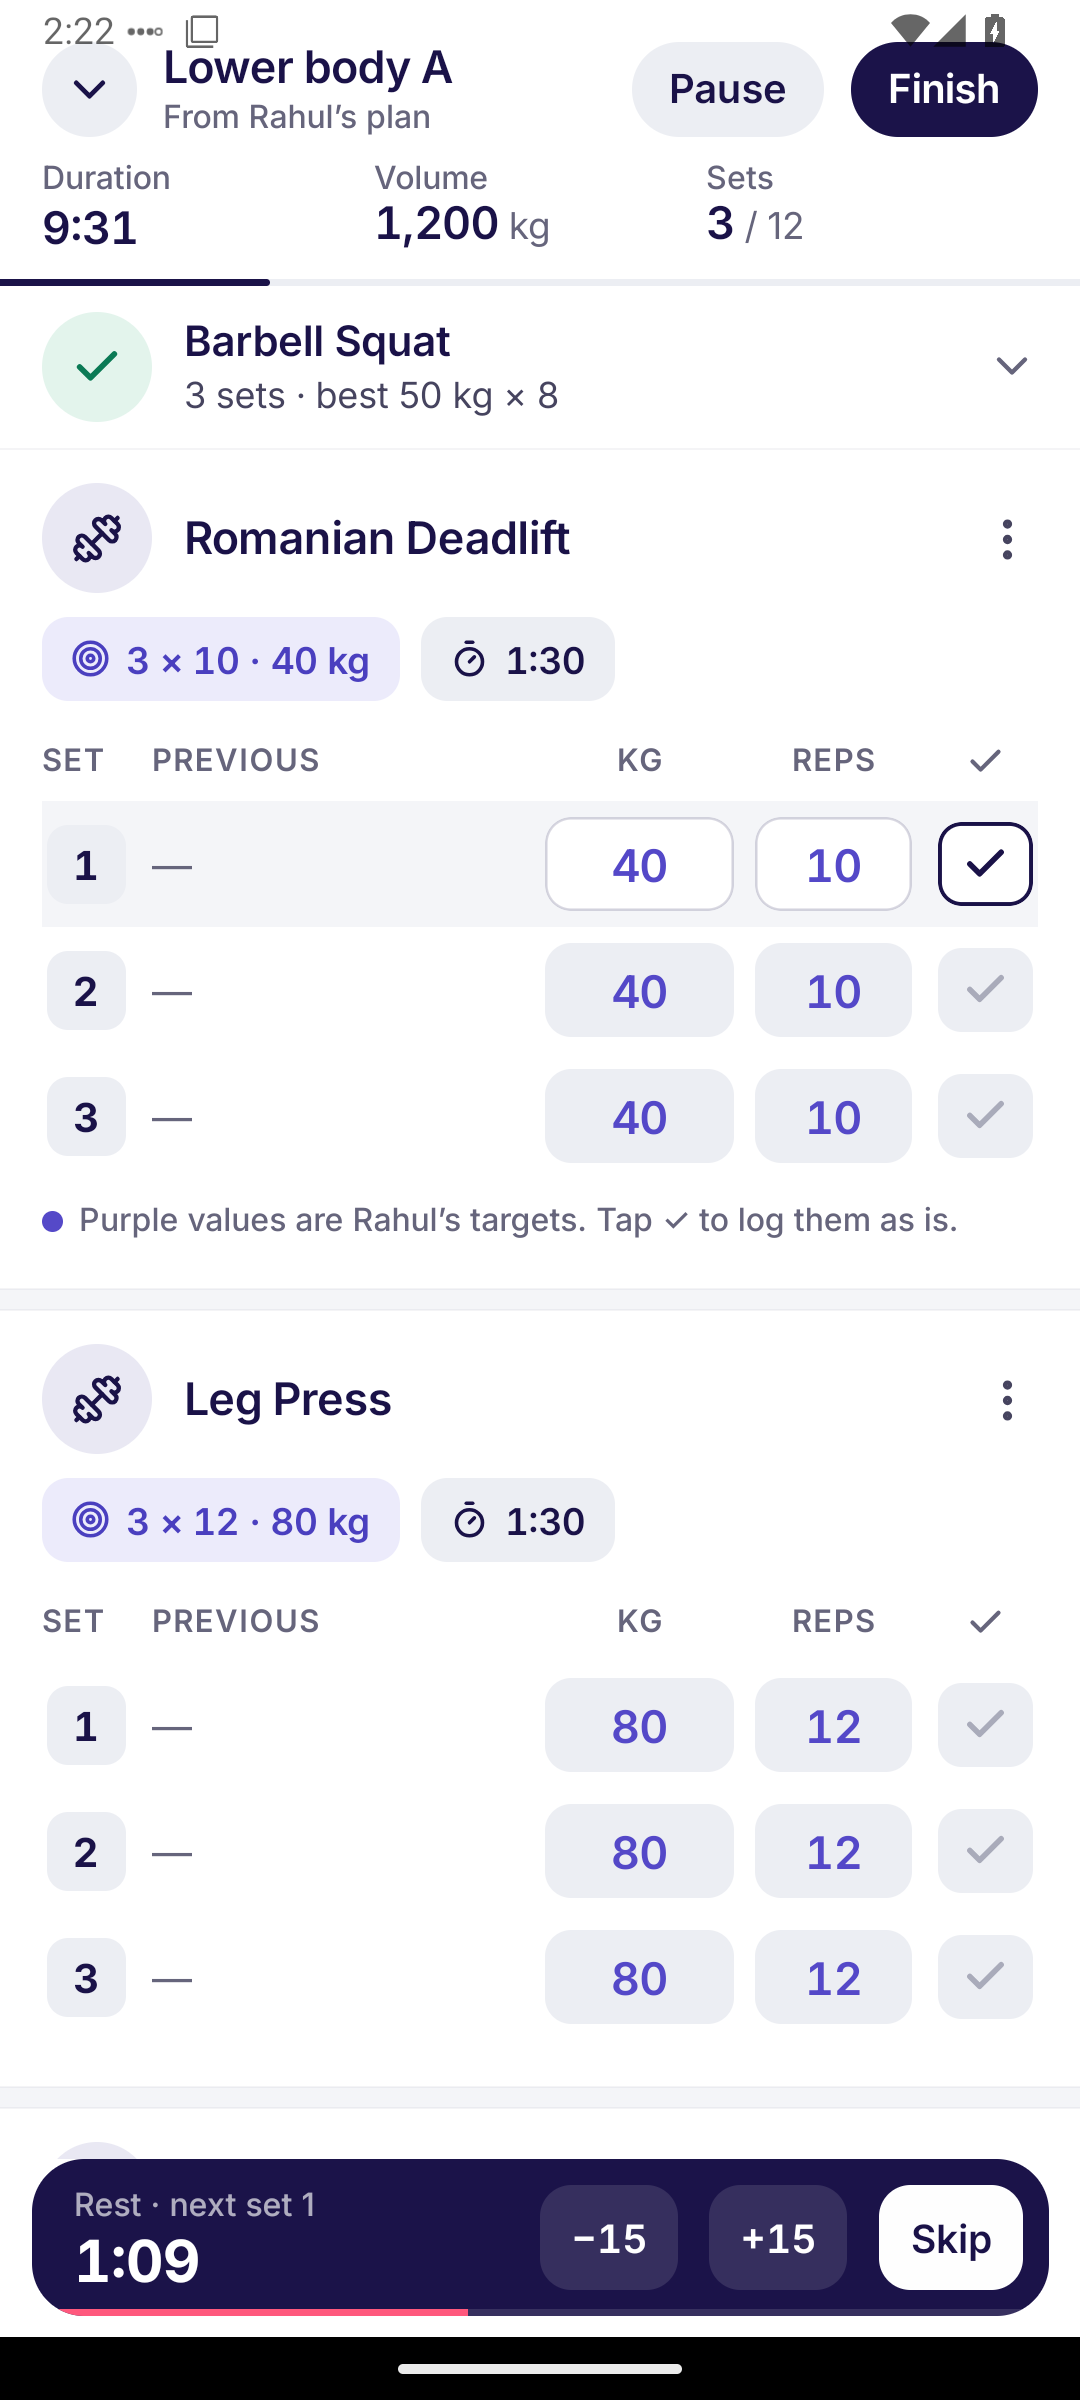 2:22
Lower body A
From Rahul's plan
Pause
Finish
Duration
Volume
Sets
9:31
1,200 kg
3 / 12
Barbell Squat
3 sets · best 50 kg × 8
Romanian Deadlift
3 × 10 · 40 kg
1:30
SET PREVIOUS KG REPS ✓
1 — 40 10 ✓
2 — 40 10 ✓
3 — 40 10 ✓
Purple values are Rahul's targets. Tap ✓ to log them as is.
Leg Press
3 × 12 · 80 kg
1:30
SET PREVIOUS KG REPS ✓
1 — 80 12 ✓
2 — 80 12 ✓
3 — 80 12 ✓
Rest · next set 1
1:09
−15
+15
Skip